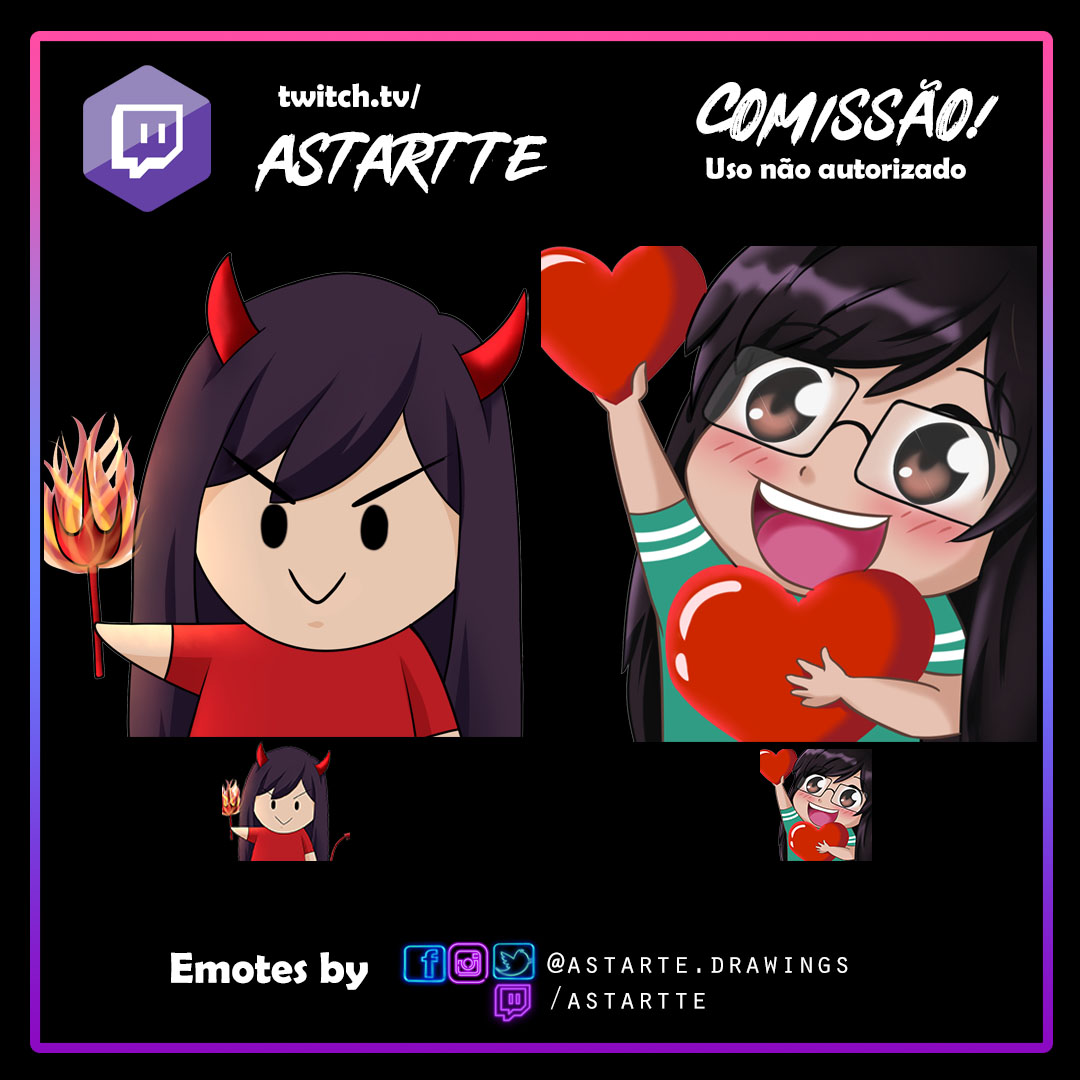 twitch.tv/
ASTARTTE
COMISSÃO!
Uso não autorizado
Emotes by
@ASTARTE.DRAWINGS
/ASTARTTE